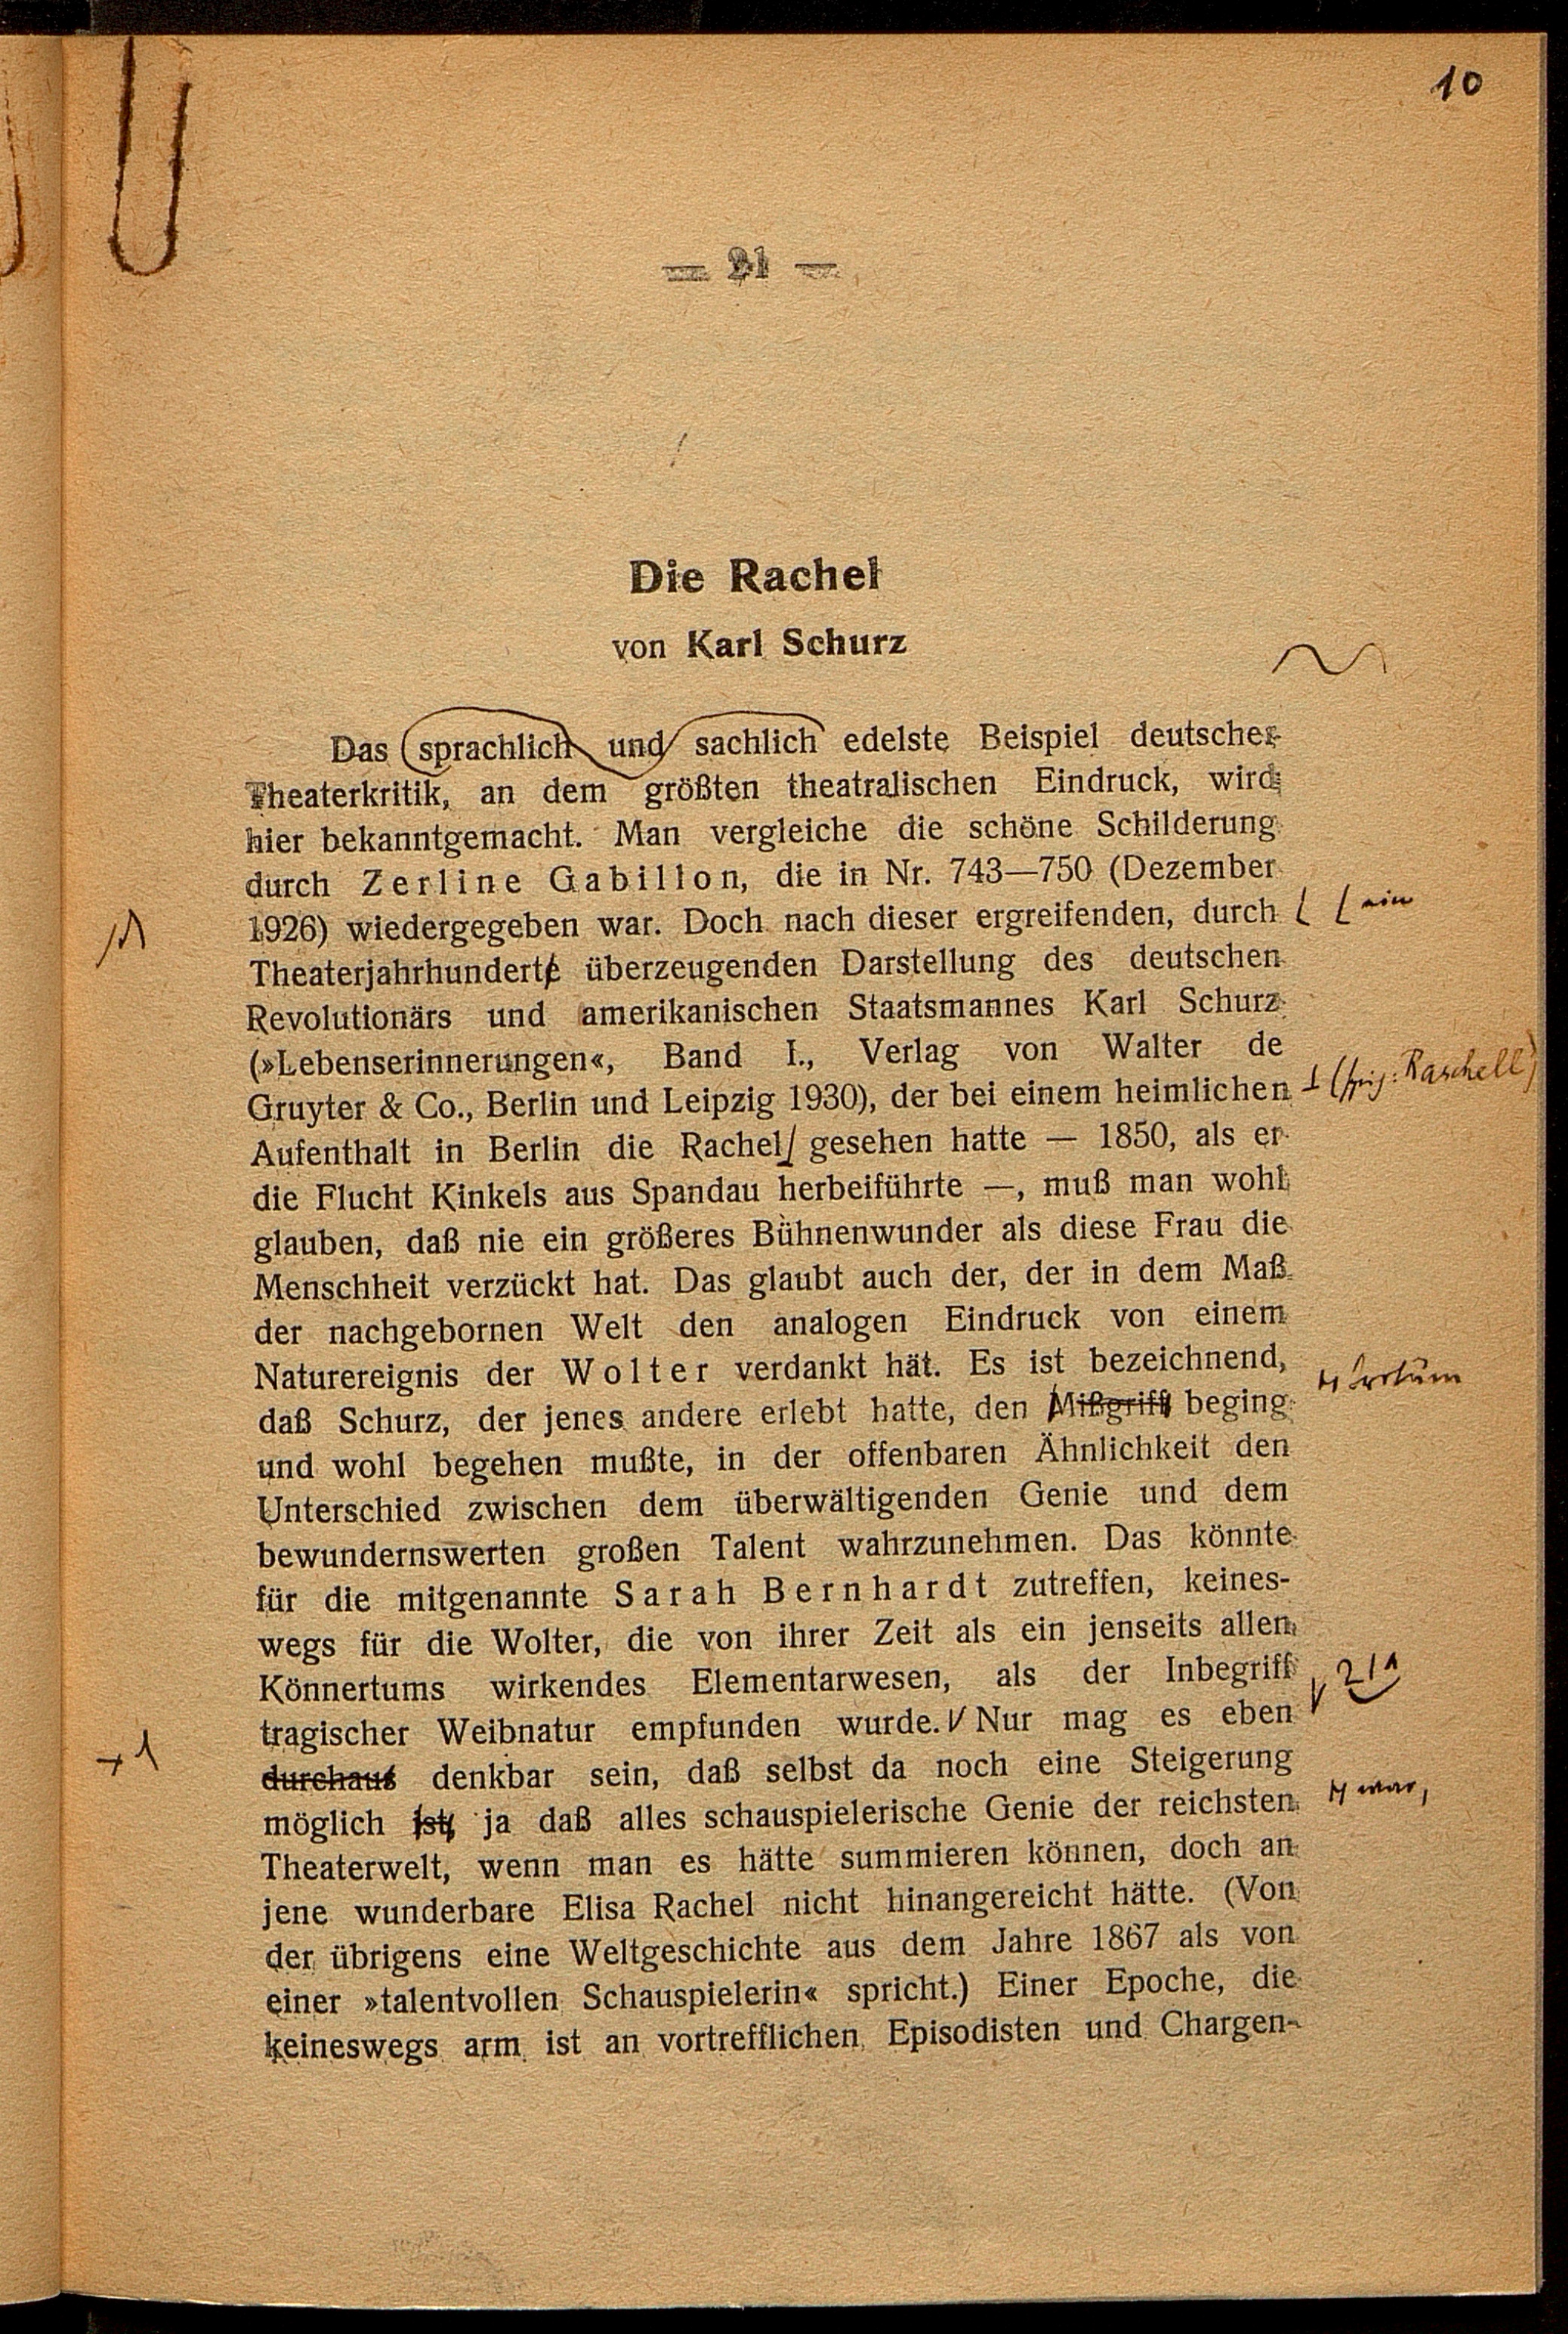 10
— 21 —
Die Rachel
von Karl Schurz
Das sprachlich und sachlich edelste Beispiel deutscher
Theaterkritik, an dem größten theatralischen Eindruck, wird
hier bekanntgemacht. Man vergleiche die schöne Schilderung
durch Zerline Gabillon, die in Nr. 743—750 (Dezember
1926) wiedergegeben war. Doch nach dieser ergreifenden, durch
ein
Theaterjahrhunderte überzeugenden Darstellung des deutschen
Revolutionärs und amerikanischen Staatsmannes Karl Schurz
(»Lebenserinnerungen«, Band I., Verlag von Walter de
Gruyter & Co., Berlin und Leipzig 1930), der bei einem heimlichen
Raschell)
Aufenthalt in Berlin die Rachel gesehen hatte — 1850, als er
die Flucht Kinkels aus Spandau herbeiführte —, muß man wohl
glauben, daß nie ein größeres Bühnenwunder als diese Frau die
Menschheit verzückt hat. Das glaubt auch der, der in dem Maß
der nachgebornen Welt den analogen Eindruck von einem
Naturereignis der Wolter verdankt hat. Es ist bezeichnend,
Irrtum
daß Schurz, der jenes andere erlebt hatte, den Mißgriff beging
und wohl begehen mußte, in der offenbaren Ähnlichkeit den
Unterschied zwischen dem überwältigenden Genie und dem
bewundernswerten großen Talent wahrzunehmen. Das könnte
für die mitgenannte Sarah Bernhardt zutreffen, keines-
wegs für die Wolter, die von ihrer Zeit als ein jenseits allen
Könnertums wirkendes Elementarwesen, als der Inbegriff
21a
tragischer Weibnatur empfunden wurde. Nur mag es eben
durchaus denkbar sein, daß selbst da noch eine Steigerung
möglich ist, ja daß alles schauspielerische Genie der reichsten
war,
Theaterwelt, wenn man es hätte summieren können, doch an
jene wunderbare Elisa Rachel nicht hinangereicht hätte. (Von
der übrigens eine Weltgeschichte aus dem Jahre 1867 als von
einer »talentvollen Schauspielerin« spricht.) Einer Epoche, die
keineswegs arm ist an vortrefflichen Episodisten und Chargen-